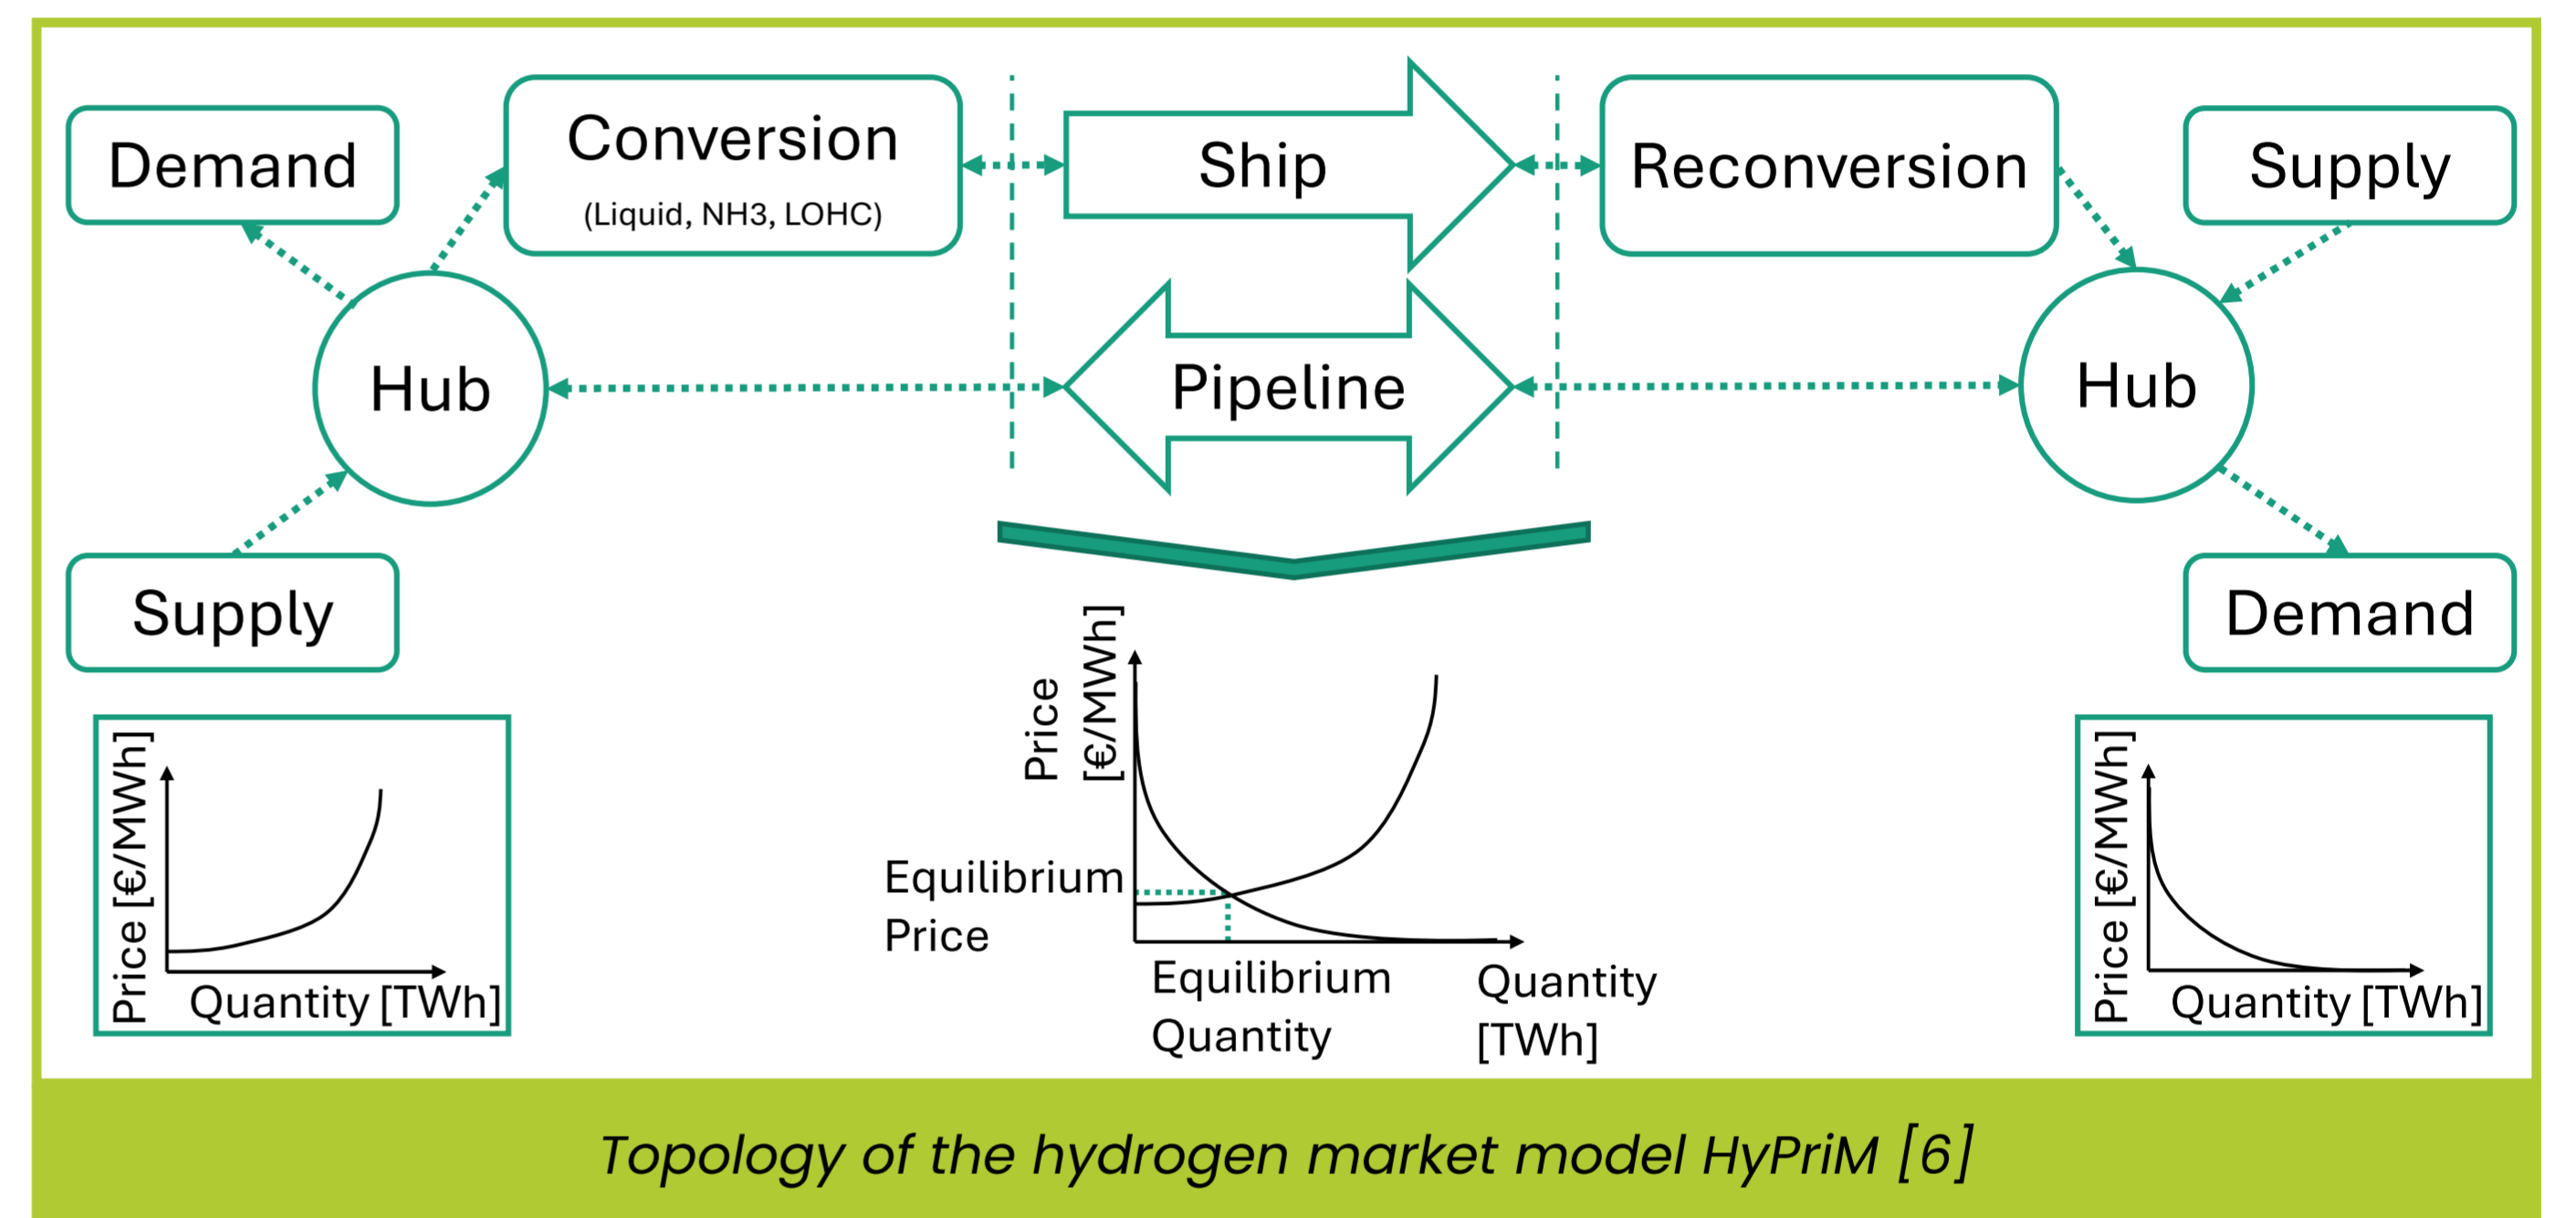 Demand
Conversion
(Liquid, NH3, LOHC)
Ship
Reconversion
Supply
Hub
Pipeline
Hub
Supply
Demand
Price [€/MWh]
Quantity [TWh]
Price
[€/MWh]
Equilibrium
Price
Equilibrium
Quantity
Quantity
[TWh]
Price [€/MWh]
Quantity [TWh]
Topology of the hydrogen market model HyPriM [6]